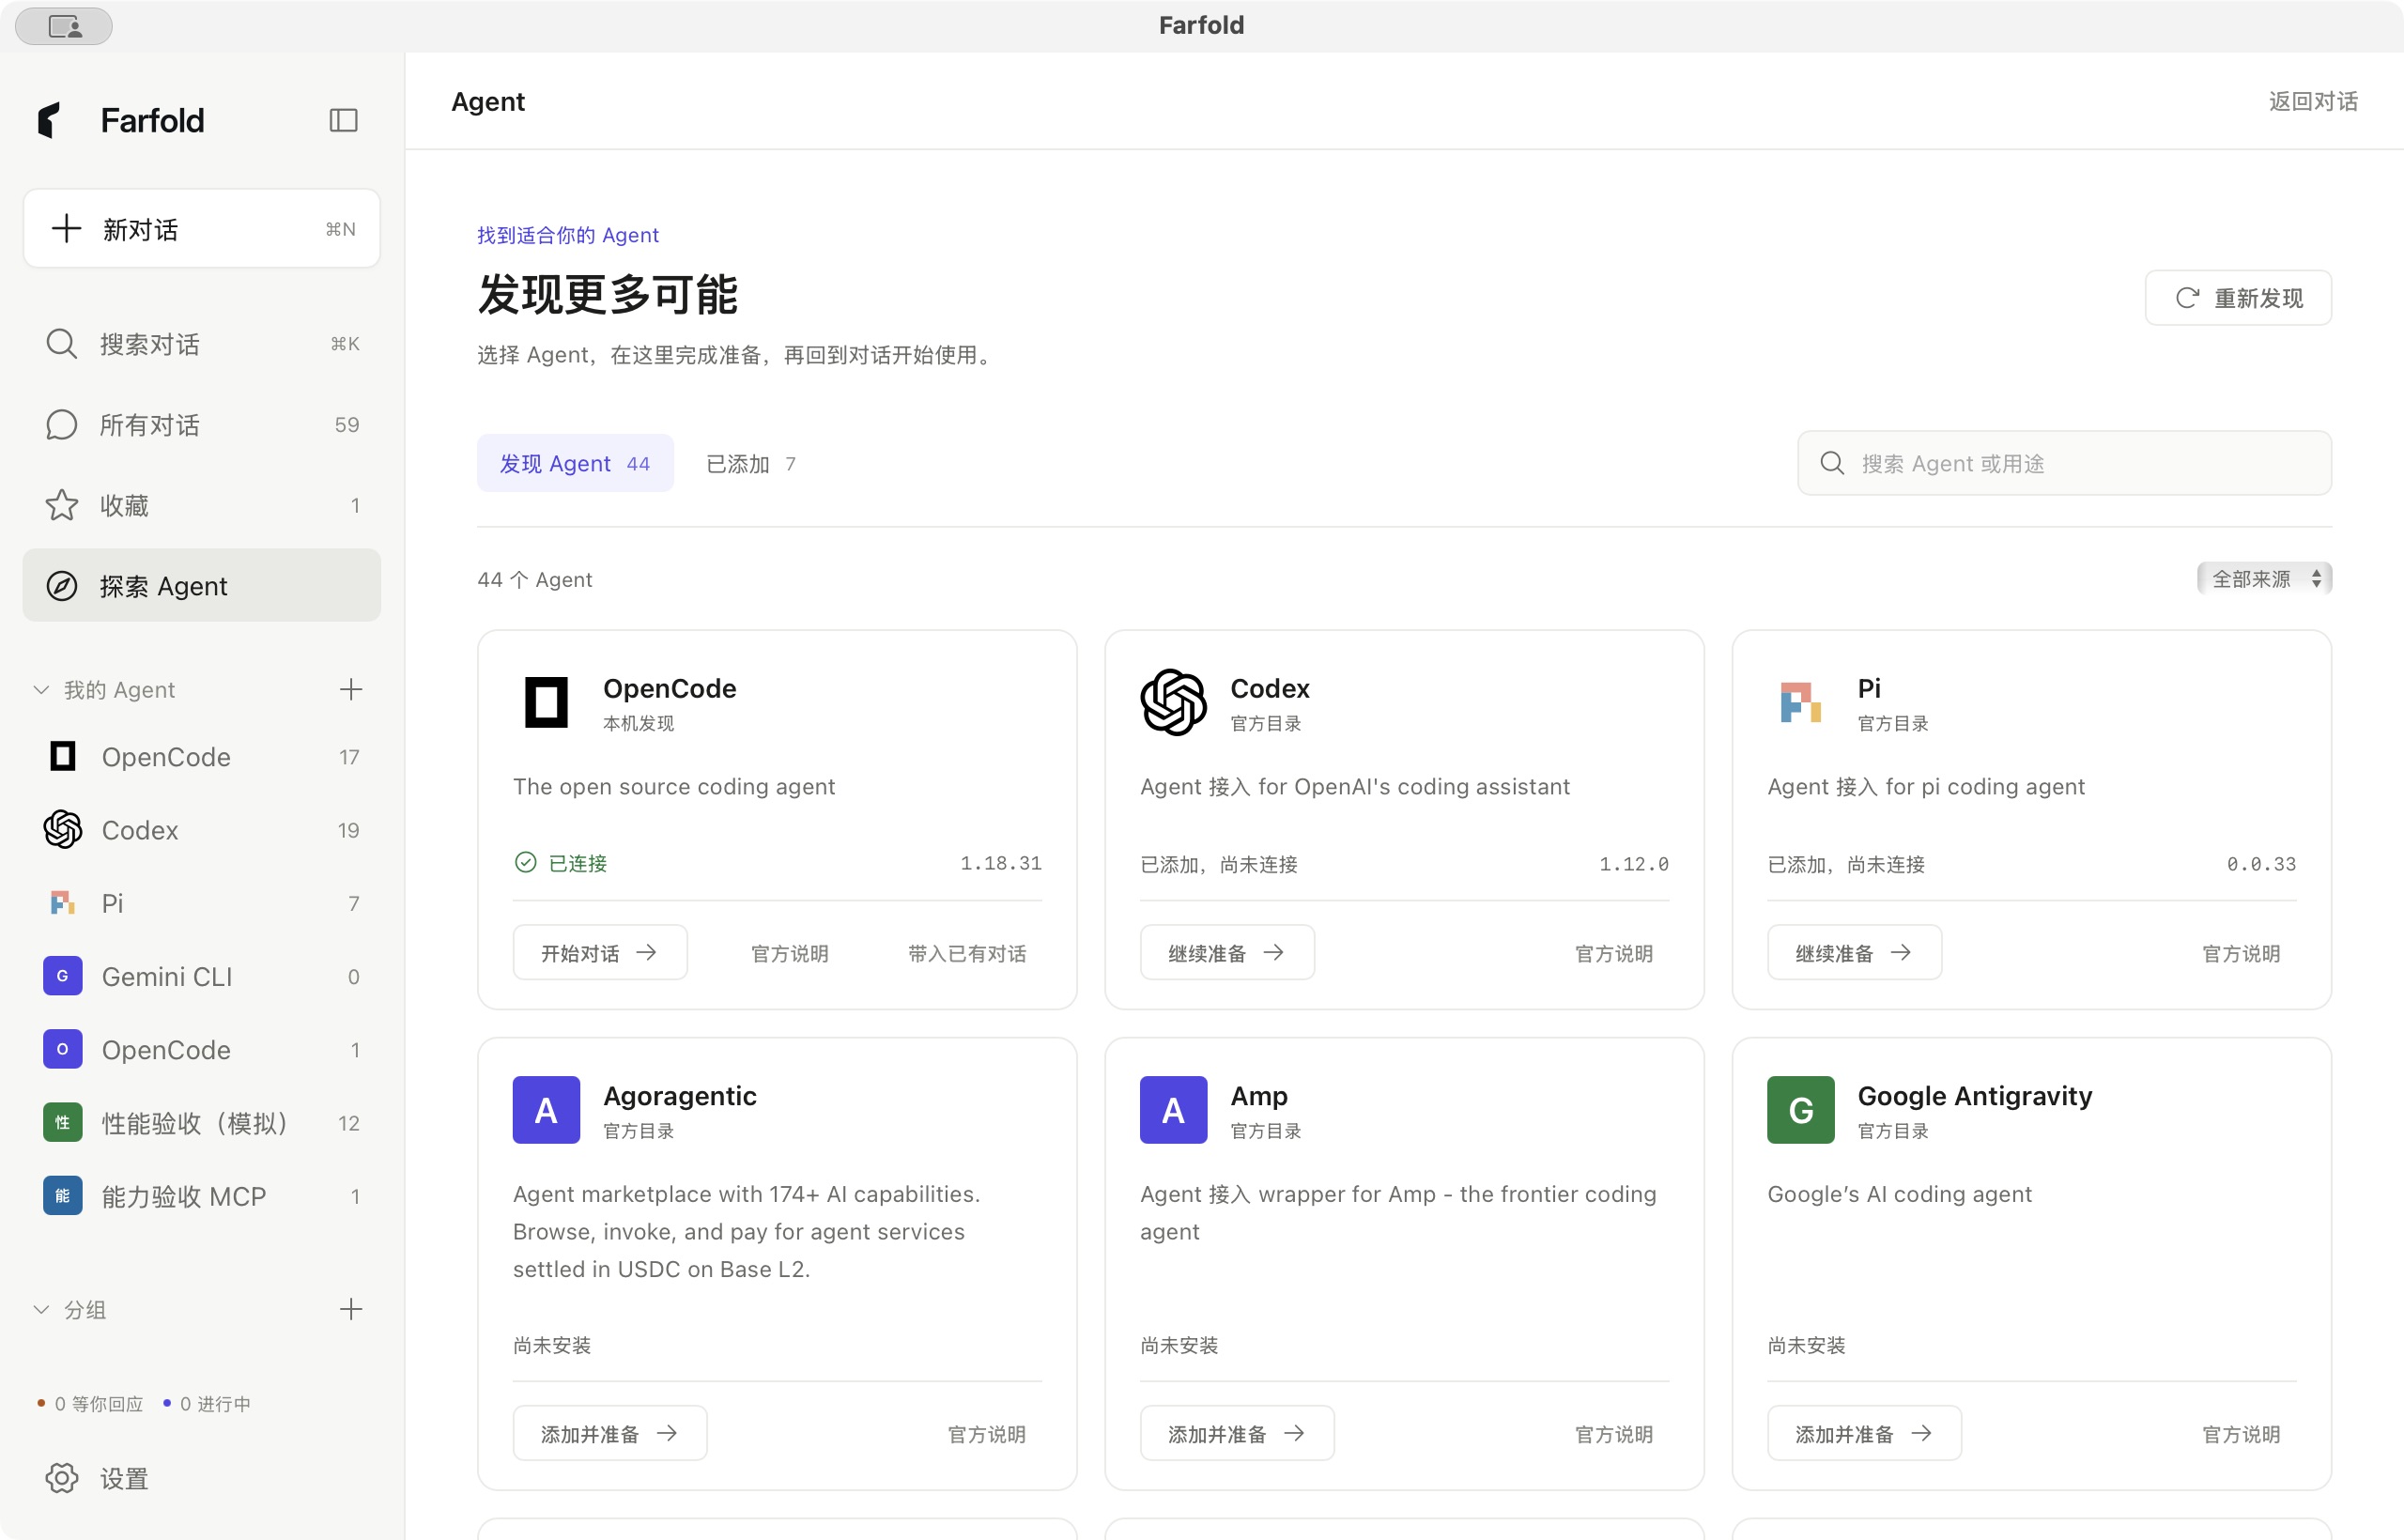 Farfold
Farfold
新对话 ⌘N
搜索对话 ⌘K
所有对话 59
收藏 1
探索 Agent
我的 Agent
OpenCode 17
Codex 19
Pi 7
G Gemini CLI 0
O OpenCode 1
性 性能验收（模拟） 12
能 能力验收 MCP 1
分组
0 等你回应 0 进行中
设置
Agent 返回对话
找到适合你的 Agent
发现更多可能
重新发现
选择 Agent，在这里完成准备，再回到对话开始使用。
发现 Agent 44 已添加 7
搜索 Agent 或用途
44 个 Agent 全部来源
OpenCode
本机发现
The open source coding agent
已连接 1.18.31
开始对话 官方说明 带入已有对话
Codex
官方目录
Agent 接入 for OpenAI's coding assistant
已添加，尚未连接 1.12.0
继续准备 官方说明
Pi
官方目录
Agent 接入 for pi coding agent
已添加，尚未连接 0.0.33
继续准备 官方说明
A Agoragentic
官方目录
Agent marketplace with 174+ AI capabilities.
Browse, invoke, and pay for agent services
settled in USDC on Base L2.
尚未安装
添加并准备 官方说明
A Amp
官方目录
Agent 接入 wrapper for Amp - the frontier coding
agent
尚未安装
添加并准备 官方说明
G Google Antigravity
官方目录
Google’s AI coding agent
尚未安装
添加并准备 官方说明